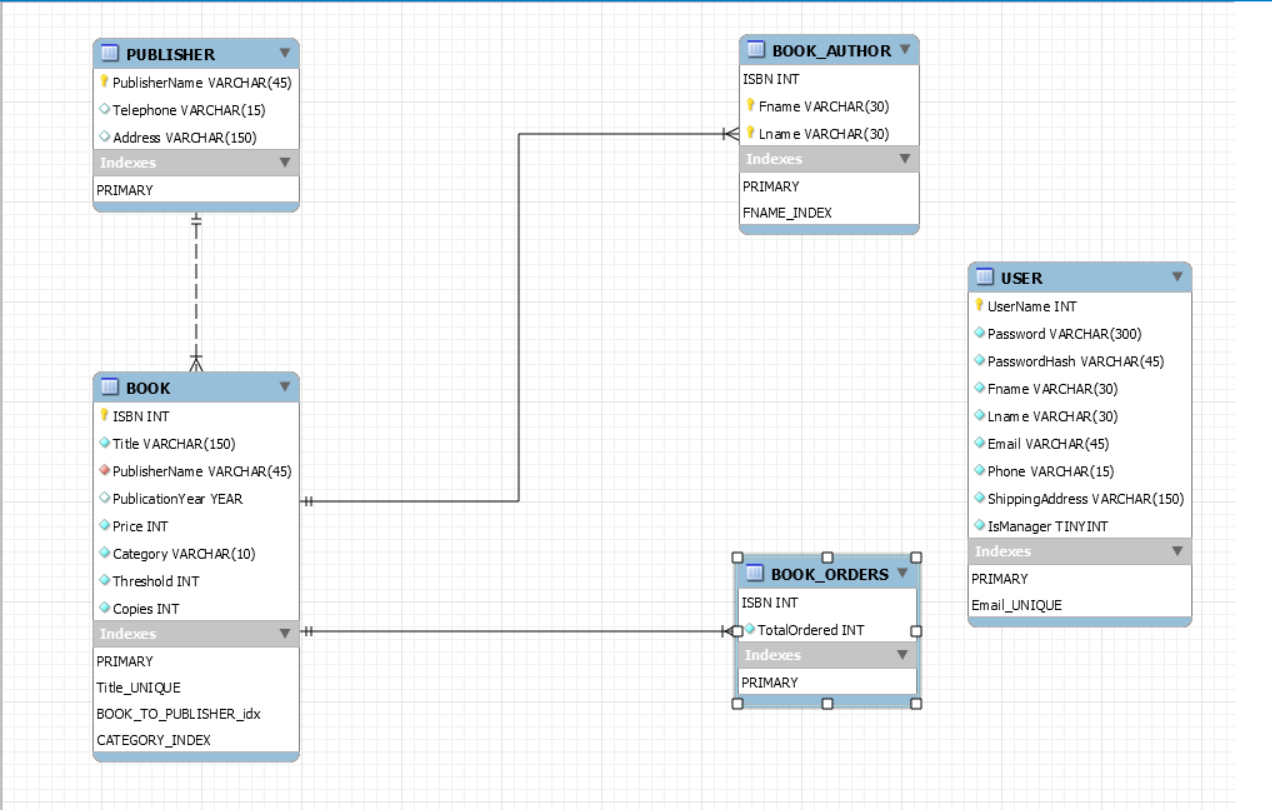 PUBLISHER
PublisherName VARCHAR(45)
Telephone VARCHAR(15)
Address VARCHAR(150)
Indexes
PRIMARY
BOOK_AUTHOR
ISBN INT
Fname VARCHAR(30)
Lname VARCHAR(30)
Indexes
PRIMARY
FNAME_INDEX
USER
UserName INT
Password VARCHAR(300)
PasswordHash VARCHAR(45)
Fname VARCHAR(30)
Lname VARCHAR(30)
Email VARCHAR(45)
Phone VARCHAR(15)
ShippingAddress VARCHAR(150)
IsManager TINYINT
Indexes
PRIMARY
Email_UNIQUE
BOOK
ISBN INT
Title VARCHAR(150)
PublisherName VARCHAR(45)
PublicationYear YEAR
Price INT
Category VARCHAR(10)
Threshold INT
Copies INT
Indexes
PRIMARY
Title_UNIQUE
BOOK_TO_PUBLISHER_idx
CATEGORY_INDEX
BOOK_ORDERS
ISBN INT
TotalOrdered INT
Indexes
PRIMARY